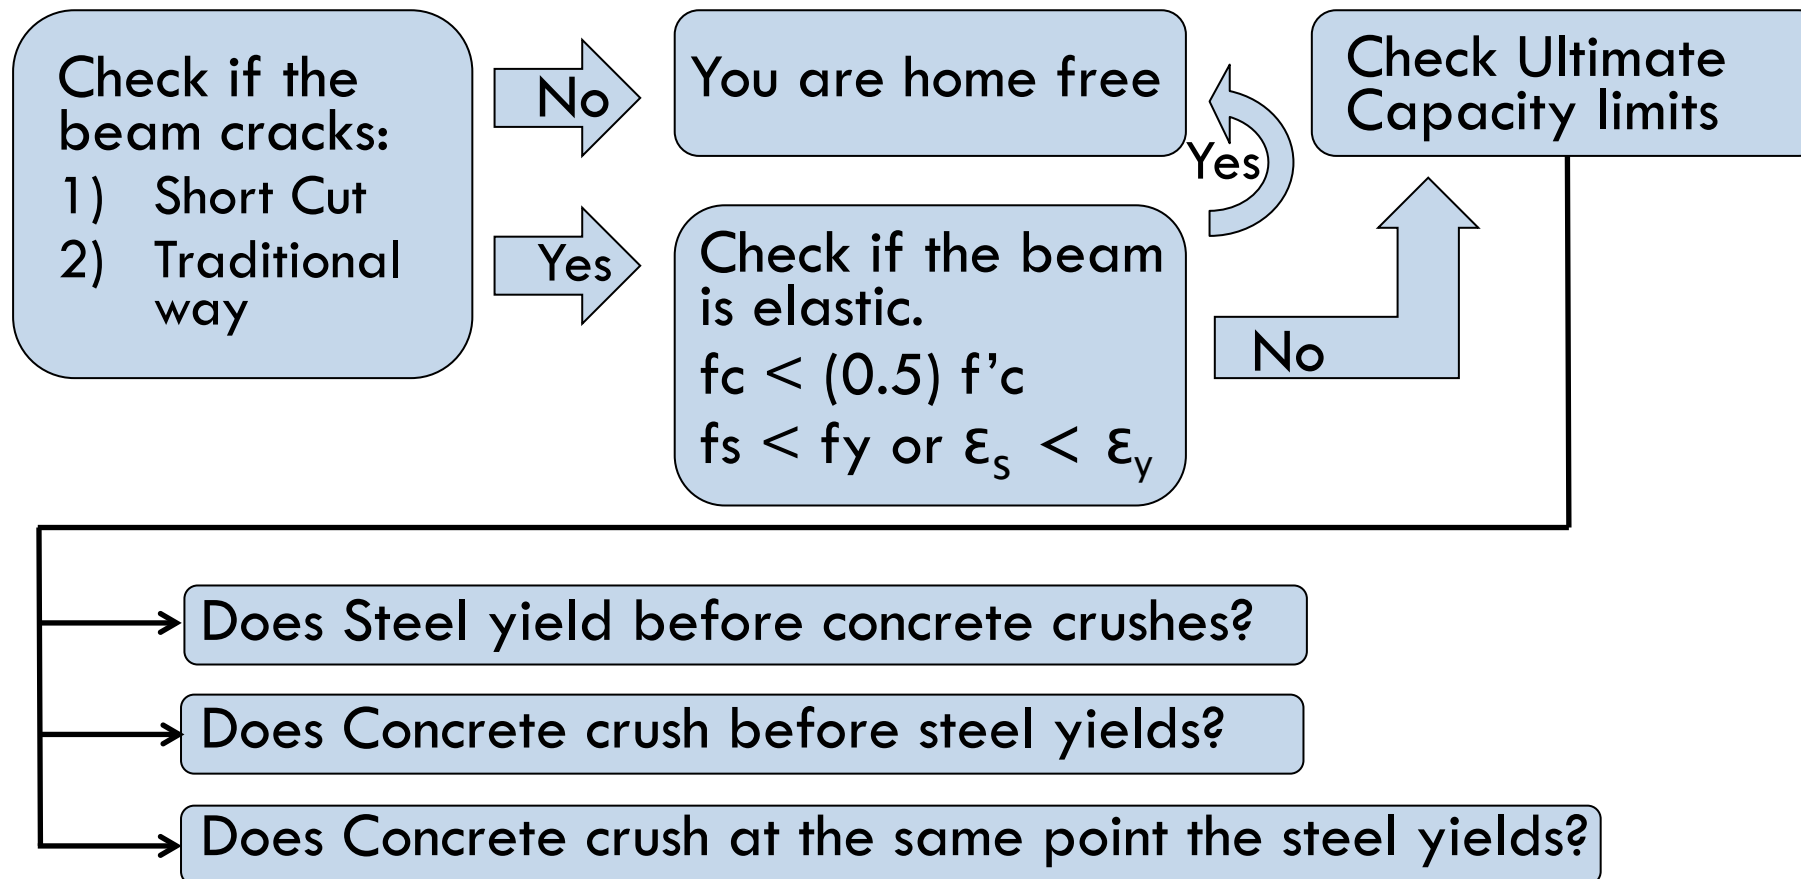 Check if the
beam cracks:
1) Short Cut
2) Traditional
way
No
Yes
You are home free
Check if the beam
is elastic.
fc < (0.5) f’c
fs < fy or εs < εy
Yes
No
Check Ultimate
Capacity limits
Does Steel yield before concrete crushes?
Does Concrete crush before steel yields?
Does Concrete crush at the same point the steel yields?